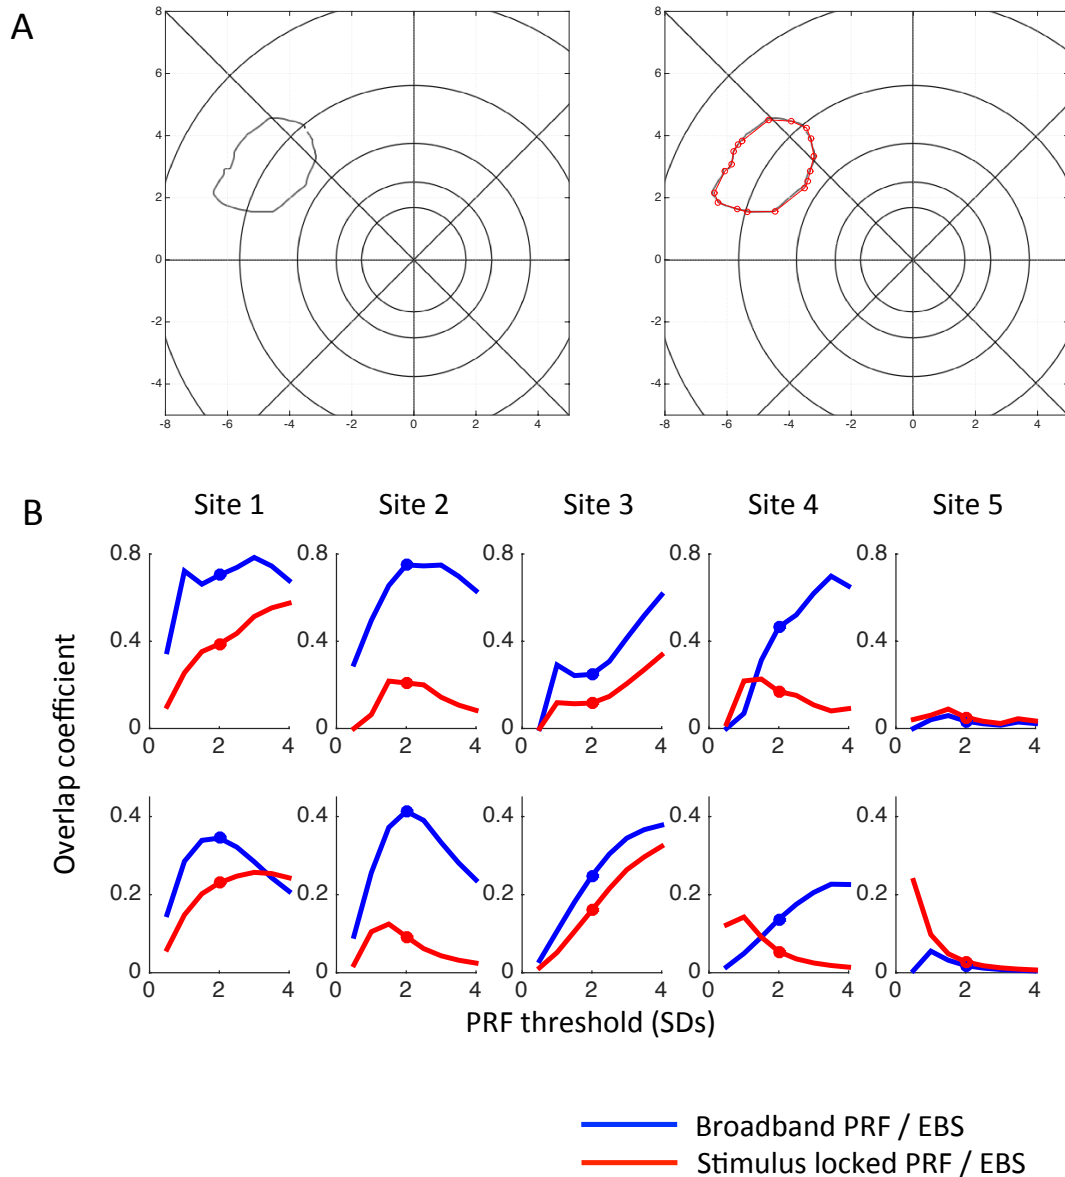 A
8
6
4
2
0
-2
-4
-8 -6 -4 -2 0 2 4
8
6
4
2
0
-2
-4
-8 -6 -4 -2 0 2 4
B
Site 1 Site 2 Site 3 Site 4 Site 5
Overlap coefficient
0.8 0.8 0.8 0.8 0.8
0.4 0.4 0.4 0.4 0.4
0 0 0 0 0
0 2 4 0 2 4 0 2 4 0 2 4 0 2 4
0.4 0.4 0.4 0.4 0.4
0.2 0.2 0.2 0.2 0.2
0 0 0 0 0
0 2 4 0 2 4 0 2 4 0 2 4 0 2 4
PRF threshold (SDs)
Broadband PRF / EBS
Stimulus locked PRF / EBS